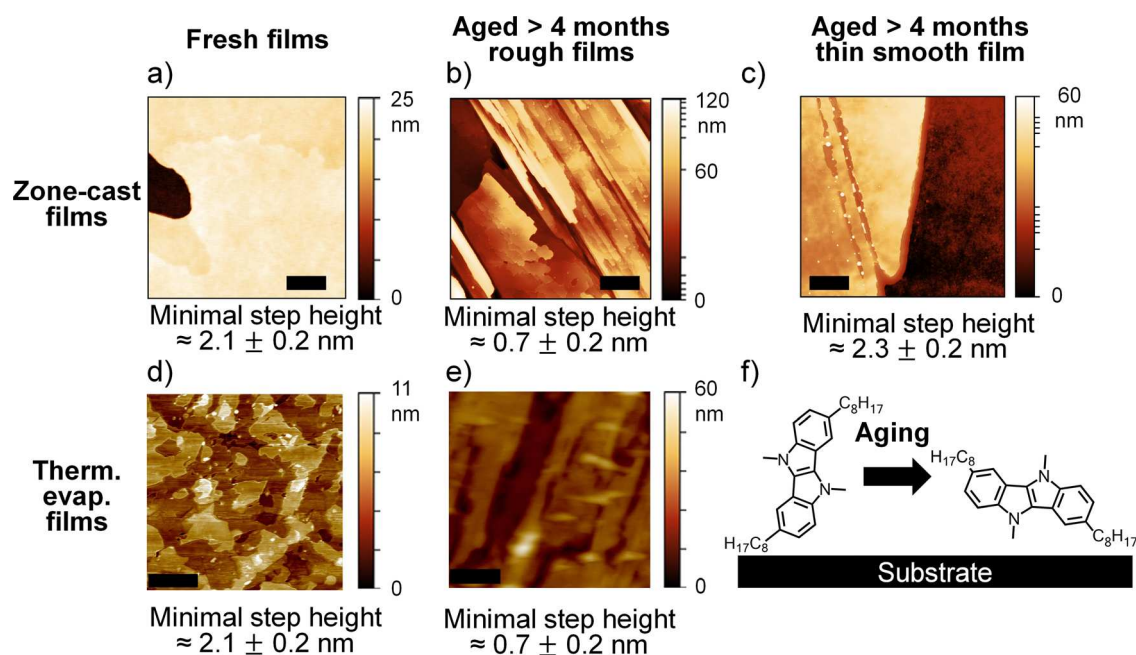 Fresh films
Aged > 4 months
rough films
Aged > 4 months
thin smooth film
Zone-cast
films
a)
25
nm
0
Minimal step height
≈ 2.1 ± 0.2 nm
b)
120
nm
60
0
Minimal step height
≈ 0.7 ± 0.2 nm
c)
60
nm
0
Minimal step height
≈ 2.3 ± 0.2 nm
Therm.
evap.
films
d)
11
nm
0
Minimal step height
≈ 2.1 ± 0.2 nm
e)
60
nm
0
Minimal step height
≈ 0.7 ± 0.2 nm
f)
C₈H₁₇
N
N
H₁₇C₈
Aging
H₁₇C₈
N
N
C₈H₁₇
Substrate